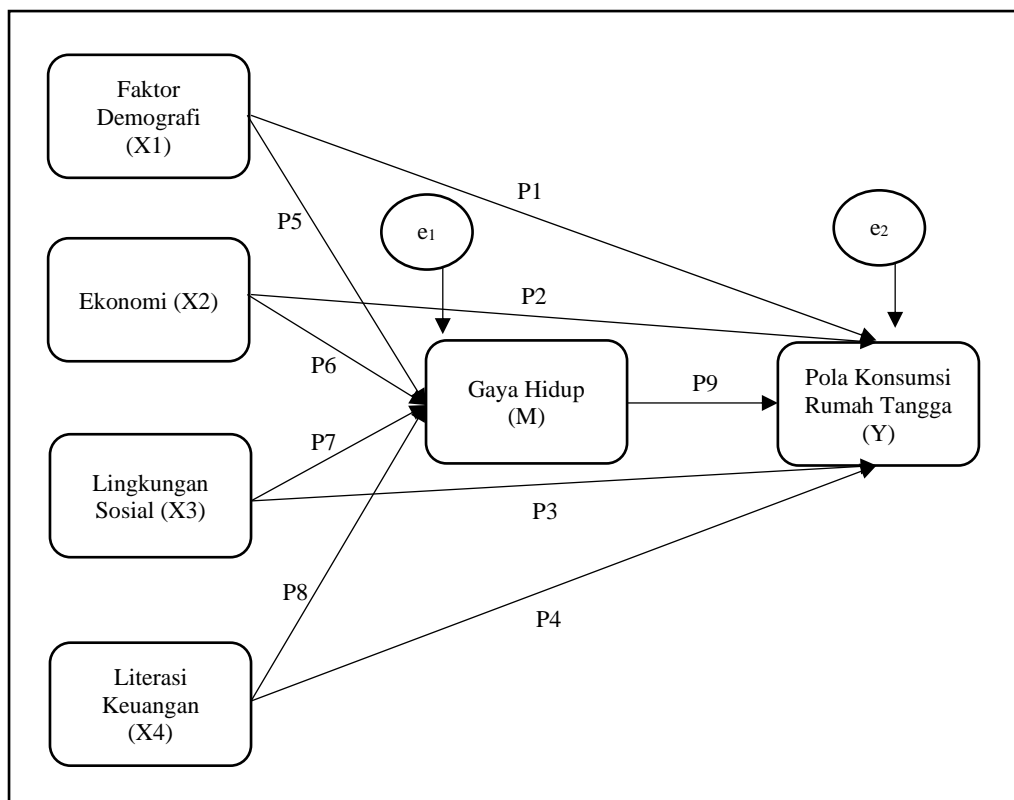 Faktor
Demografi
(X1)
P1
P5
e1
e2
Ekonomi (X2)
P2
P6
Gaya Hidup
(M)
P9
Pola Konsumsi
Rumah Tangga
(Y)
P7
Lingkungan
Sosial (X3)
P3
P8
P4
Literasi
Keuangan
(X4)